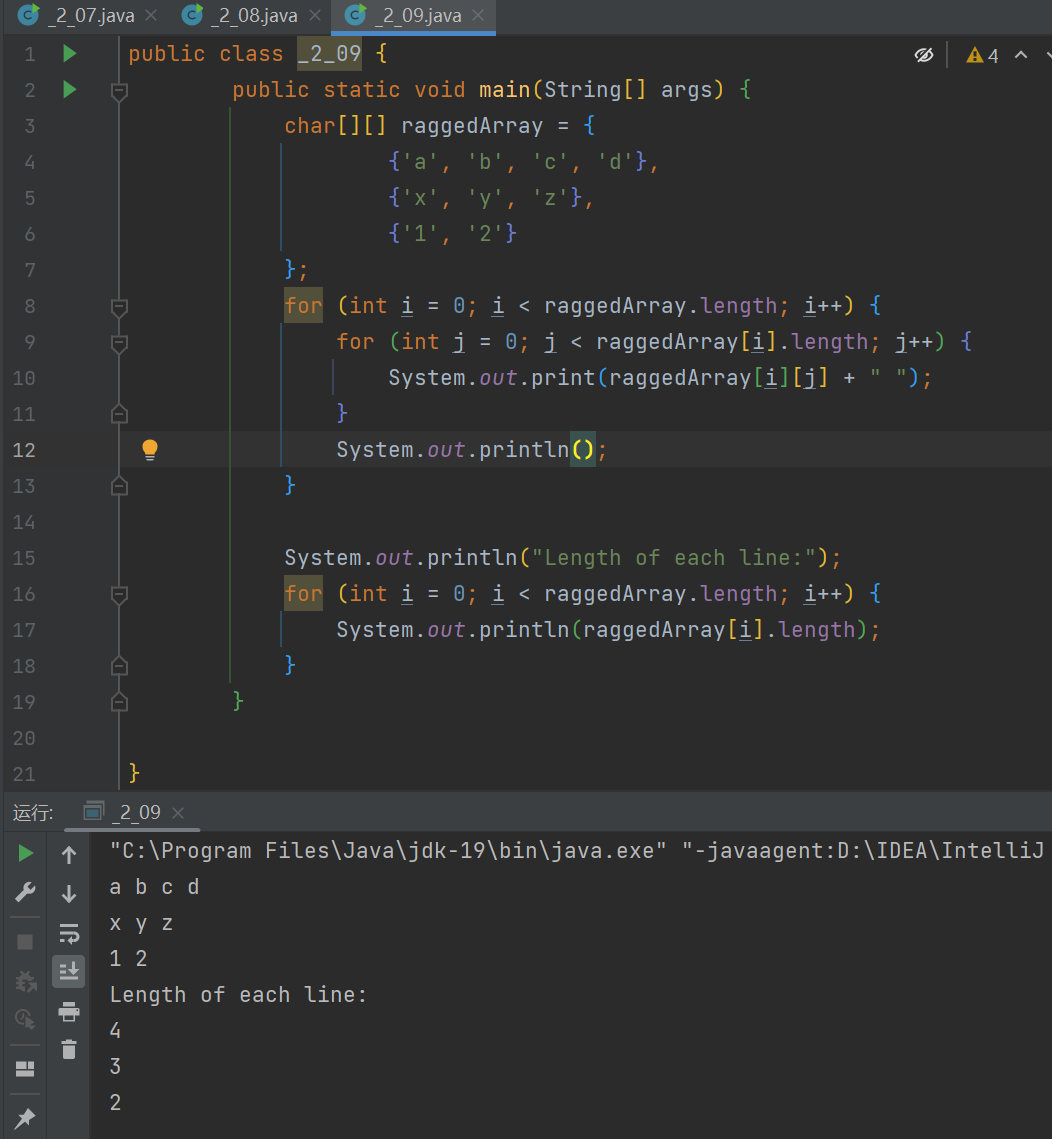 _2_07.java _2_08.java _2_09.java
1 public class _2_09 { 4
2 public static void main(String[] args) {
3 char[][] raggedArray = {
4 {'a', 'b', 'c', 'd'},
5 {'x', 'y', 'z'},
6 {'1', '2'}
7 };
8 for (int i = 0; i < raggedArray.length; i++) {
9 for (int j = 0; j < raggedArray[i].length; j++) {
10 System.out.print(raggedArray[i][j] + " ");
11 }
12 System.out.println();
13 }
14
15 System.out.println("Length of each line:");
16 for (int i = 0; i < raggedArray.length; i++) {
17 System.out.println(raggedArray[i].length);
18 }
19 }
20
21 }
运行: _2_09
"C:\Program Files\Java\jdk-19\bin\java.exe" "-javaagent:D:\IDEA\IntelliJ
a b c d
x y z
1 2
Length of each line:
4
3
2